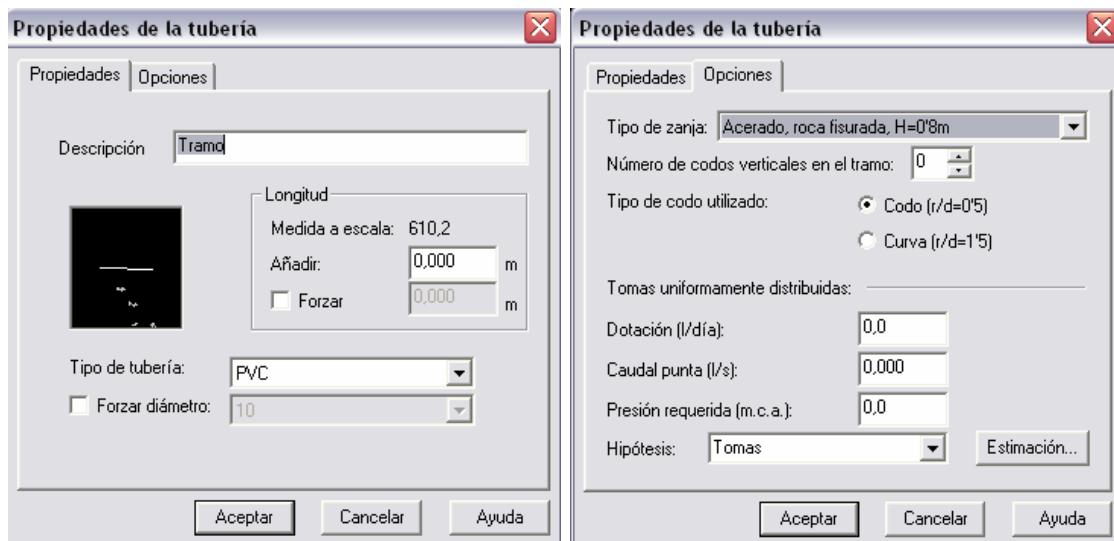 Propiedades de la tubería
Propiedades
Opciones
Descripción
Tramo
Longitud
Medida a escala: 610,2
Añadir: 0,000 m
Forzar 0,000 m
Tipo de tubería: PVC
Forzar diámetro: 10
Aceptar
Cancelar
Ayuda
Propiedades de la tubería
Propiedades
Opciones
Tipo de zanja: Acerado, roca fisurada, H=0'8m
Número de codos verticales en el tramo: 0
Tipo de codo utilizado:
Codo (r/d=0'5)
Curva (r/d=1'5)
Tomas uniformemente distribuidas:
Dotación (l/día): 0,0
Caudal punta (l/s): 0,000
Presión requerida (m.c.a.): 0,0
Hipótesis: Tomas
Estimación...
Aceptar
Cancelar
Ayuda